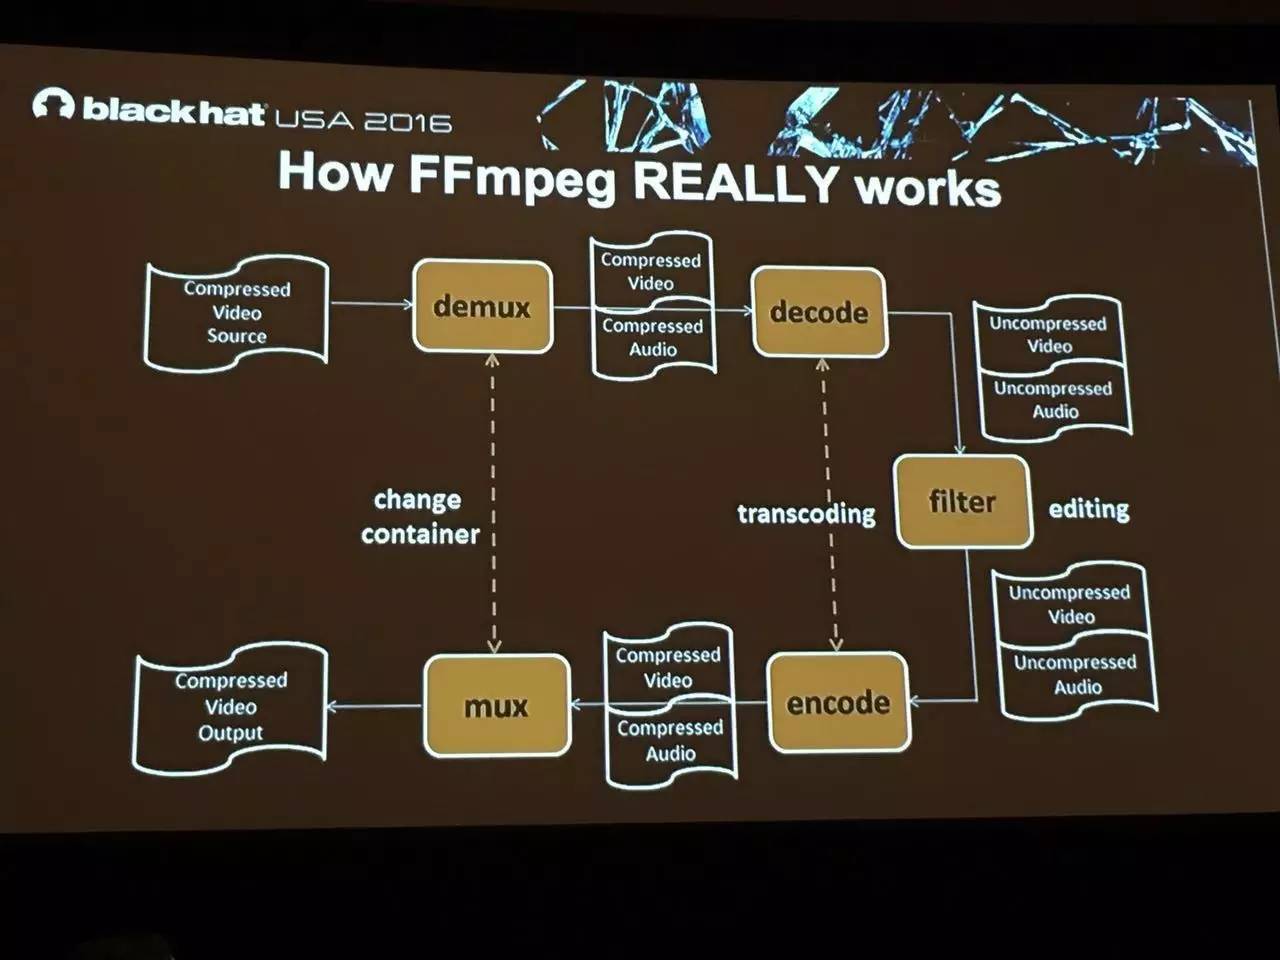 black hat USA 2016
How FFmpeg REALLY works
Compressed
Video
Source
demux
Compressed
Video
Compressed
Audio
decode
Uncompressed
Video
Uncompressed
Audio
change
container
transcoding
filter
editing
Uncompressed
Video
Uncompressed
Audio
Compressed
Video
Output
mux
Compressed
Video
Compressed
Audio
encode